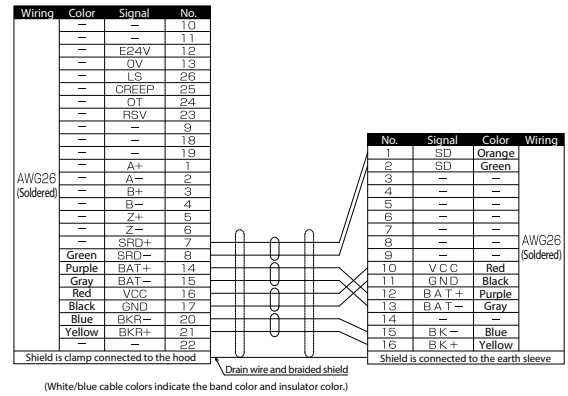 Wiring Color Signal No.
— — 10
— — 11
— E24V 12
— 0V 13
— LS 26
— CREEP 25
— OT 24
— RSV 23
— — 9
— — 18
— — 19
— A+ 1
AWG26 (Soldered)
— A− 2
— B+ 3
— B− 4
— Z+ 5
— Z− 6
— SRD+ 7
Green SRD− 8
Purple BAT+ 14
Gray BAT− 15
Red VCC 16
Black GND 17
Blue BKR− 20
Yellow BKR+ 21
— — 22
Shield is clamp connected to the hood
No. Signal Color Wiring
1 SD Orange
2 SD Green
3 — —
4 — —
5 — —
6 — —
7 — —
8 — —
AWG26 (Soldered)
9 — —
10 VCC Red
11 GND Black
12 BAT+ Purple
13 BAT− Gray
14 — —
15 BK− Blue
16 BK+ Yellow
Shield is connected to the earth sleeve
Drain wire and braided shield
(White/blue cable colors indicate the band color and insulator color.)